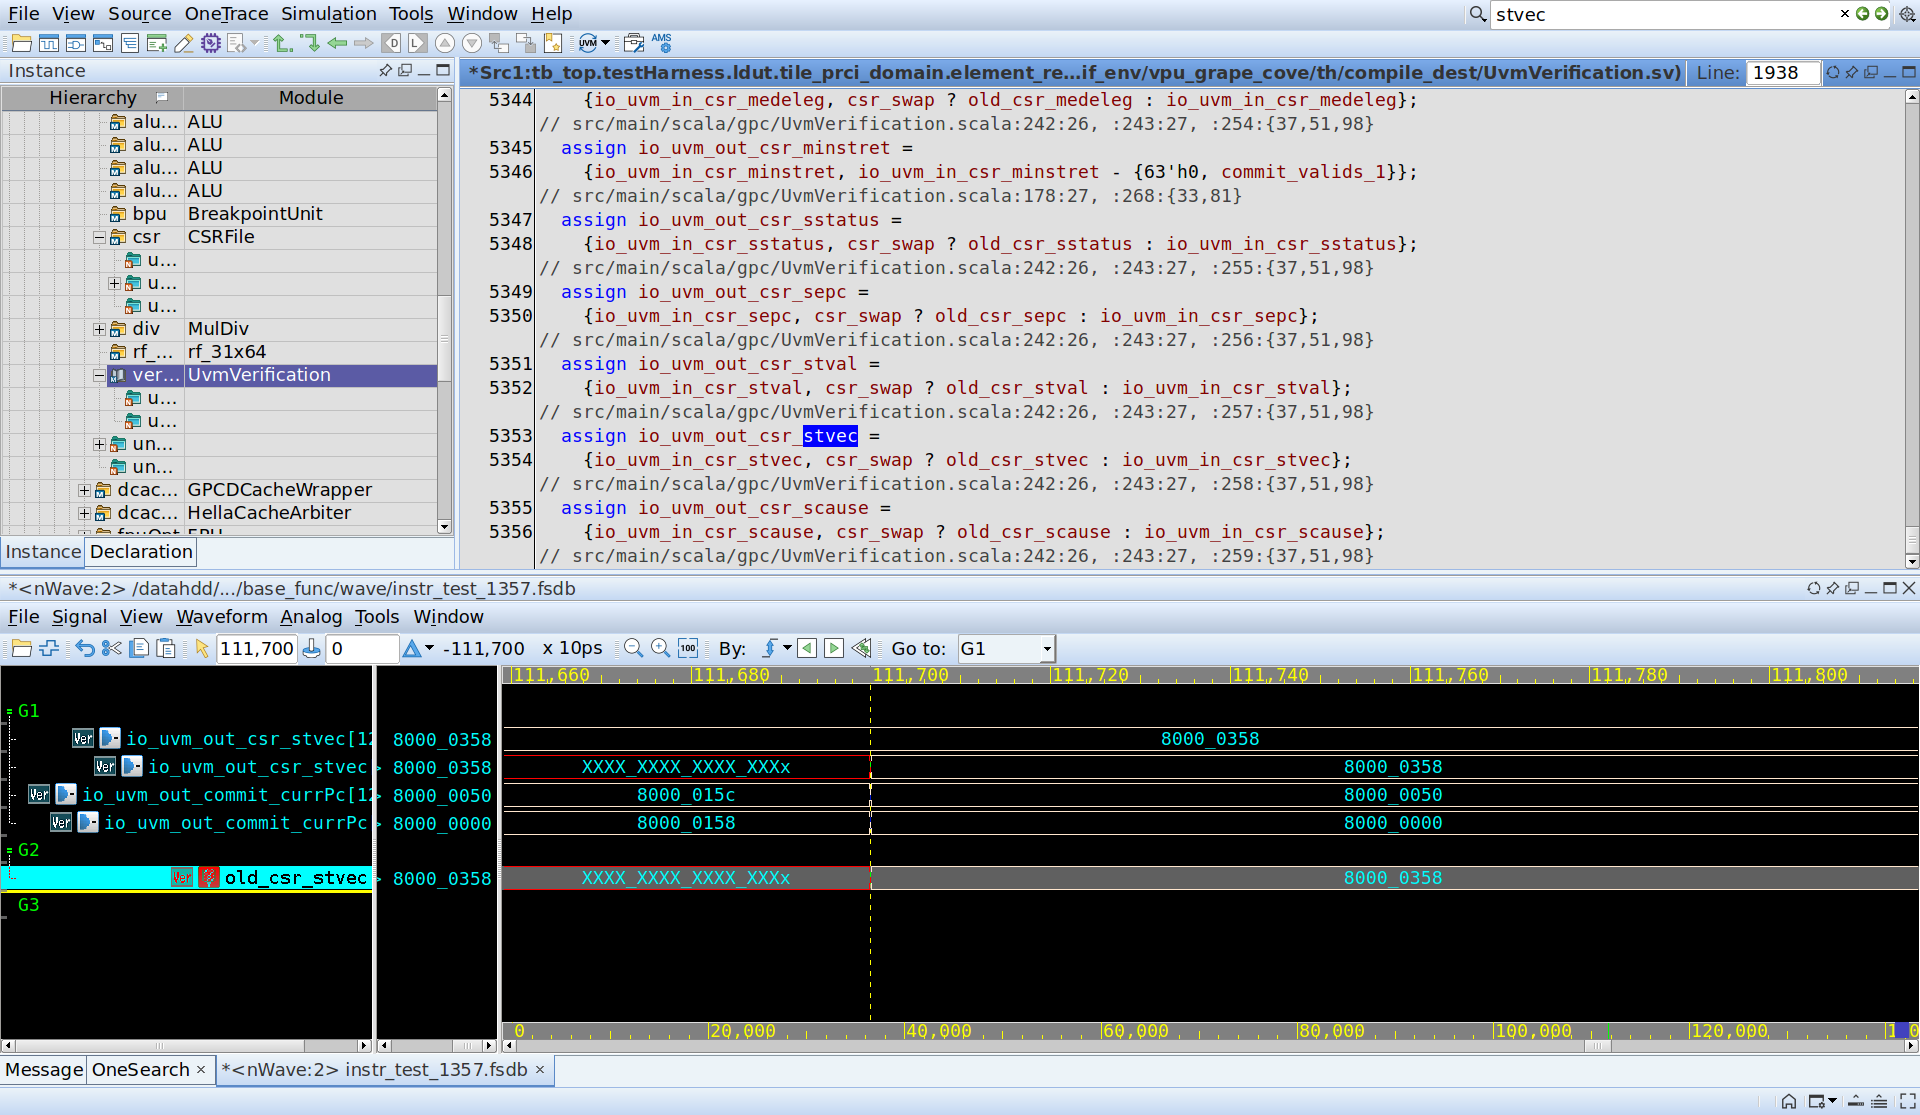 File View Source OneTrace Simulation Tools Window Help
stvec
Instance
*Src1:tb_top.testHarness.ldut.tile_prci_domain.element_re...if_env/vpu_grape_cove/th/compile_dest/UvmVerification.sv) Line: 1938
Hierarchy Module
alu... ALU
alu... ALU
alu... ALU
alu... ALU
bpu BreakpointUnit
csr CSRFile
u...
u...
u...
div MulDiv
rf_... rf_31x64
ver... UvmVerification
u...
u...
un...
un...
dcac... GPCDCacheWrapper
dcac... HellaCacheArbiter
Instance Declaration
5344 {io_uvm_in_csr_medeleg, csr_swap ? old_csr_medeleg : io_uvm_in_csr_medeleg};
// src/main/scala/gpc/UvmVerification.scala:242:26, :243:27, :254:{37,51,98}
5345 assign io_uvm_out_csr_minstret =
5346 {io_uvm_in_csr_minstret, io_uvm_in_csr_minstret - {63'h0, commit_valids_1}};
// src/main/scala/gpc/UvmVerification.scala:178:27, :268:{33,81}
5347 assign io_uvm_out_csr_sstatus =
5348 {io_uvm_in_csr_sstatus, csr_swap ? old_csr_sstatus : io_uvm_in_csr_sstatus};
// src/main/scala/gpc/UvmVerification.scala:242:26, :243:27, :255:{37,51,98}
5349 assign io_uvm_out_csr_sepc =
5350 {io_uvm_in_csr_sepc, csr_swap ? old_csr_sepc : io_uvm_in_csr_sepc};
// src/main/scala/gpc/UvmVerification.scala:242:26, :243:27, :256:{37,51,98}
5351 assign io_uvm_out_csr_stval =
5352 {io_uvm_in_csr_stval, csr_swap ? old_csr_stval : io_uvm_in_csr_stval};
// src/main/scala/gpc/UvmVerification.scala:242:26, :243:27, :257:{37,51,98}
5353 assign io_uvm_out_csr_stvec =
5354 {io_uvm_in_csr_stvec, csr_swap ? old_csr_stvec : io_uvm_in_csr_stvec};
// src/main/scala/gpc/UvmVerification.scala:242:26, :243:27, :258:{37,51,98}
5355 assign io_uvm_out_csr_scause =
5356 {io_uvm_in_csr_scause, csr_swap ? old_csr_scause : io_uvm_in_csr_scause};
// src/main/scala/gpc/UvmVerification.scala:242:26, :243:27, :259:{37,51,98}
*<nWave:2> /datahdd/.../base_func/wave/instr_test_1357.fsdb
File Signal View Waveform Analog Tools Window
111,700 0 -111,700 x 10ps By: Go to: G1
111,660 111,680 111,700 111,720 111,740 111,760 111,780 111,800
G1
Ver io_uvm_out_csr_stvec[12 8000_0358 8000_0358
Ver io_uvm_out_csr_stvec 8000_0358 XXXX_XXXX_XXXX_XXXx 8000_0358
Ver io_uvm_out_commit_currPc[12 8000_0050 8000_015c 8000_0050
Ver io_uvm_out_commit_currPc 8000_0000 8000_0158 8000_0000
G2
Ver old_csr_stvec 8000_0358 XXXX_XXXX_XXXX_XXXx 8000_0358
G3
0 20,000 40,000 60,000 80,000 100,000 120,000
Message OneSearch × *<nWave:2> instr_test_1357.fsdb ×